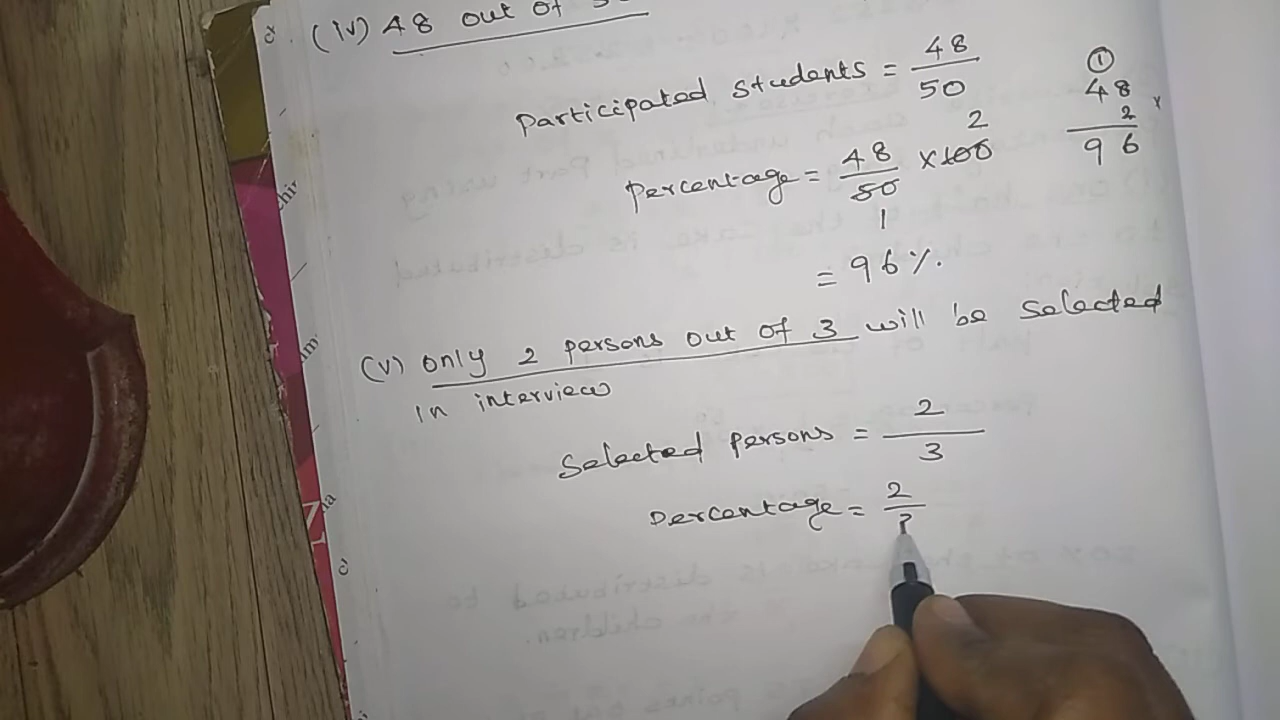 (iv) 48 out of
Participated students = 48/50
Percentage = 48/50 × 100
2
1
= 96%.
①
48
2 ×
96
(v) only 2 persons out of 3 will be selected
in interview
Selected persons = 2/3
Percentage = 2/